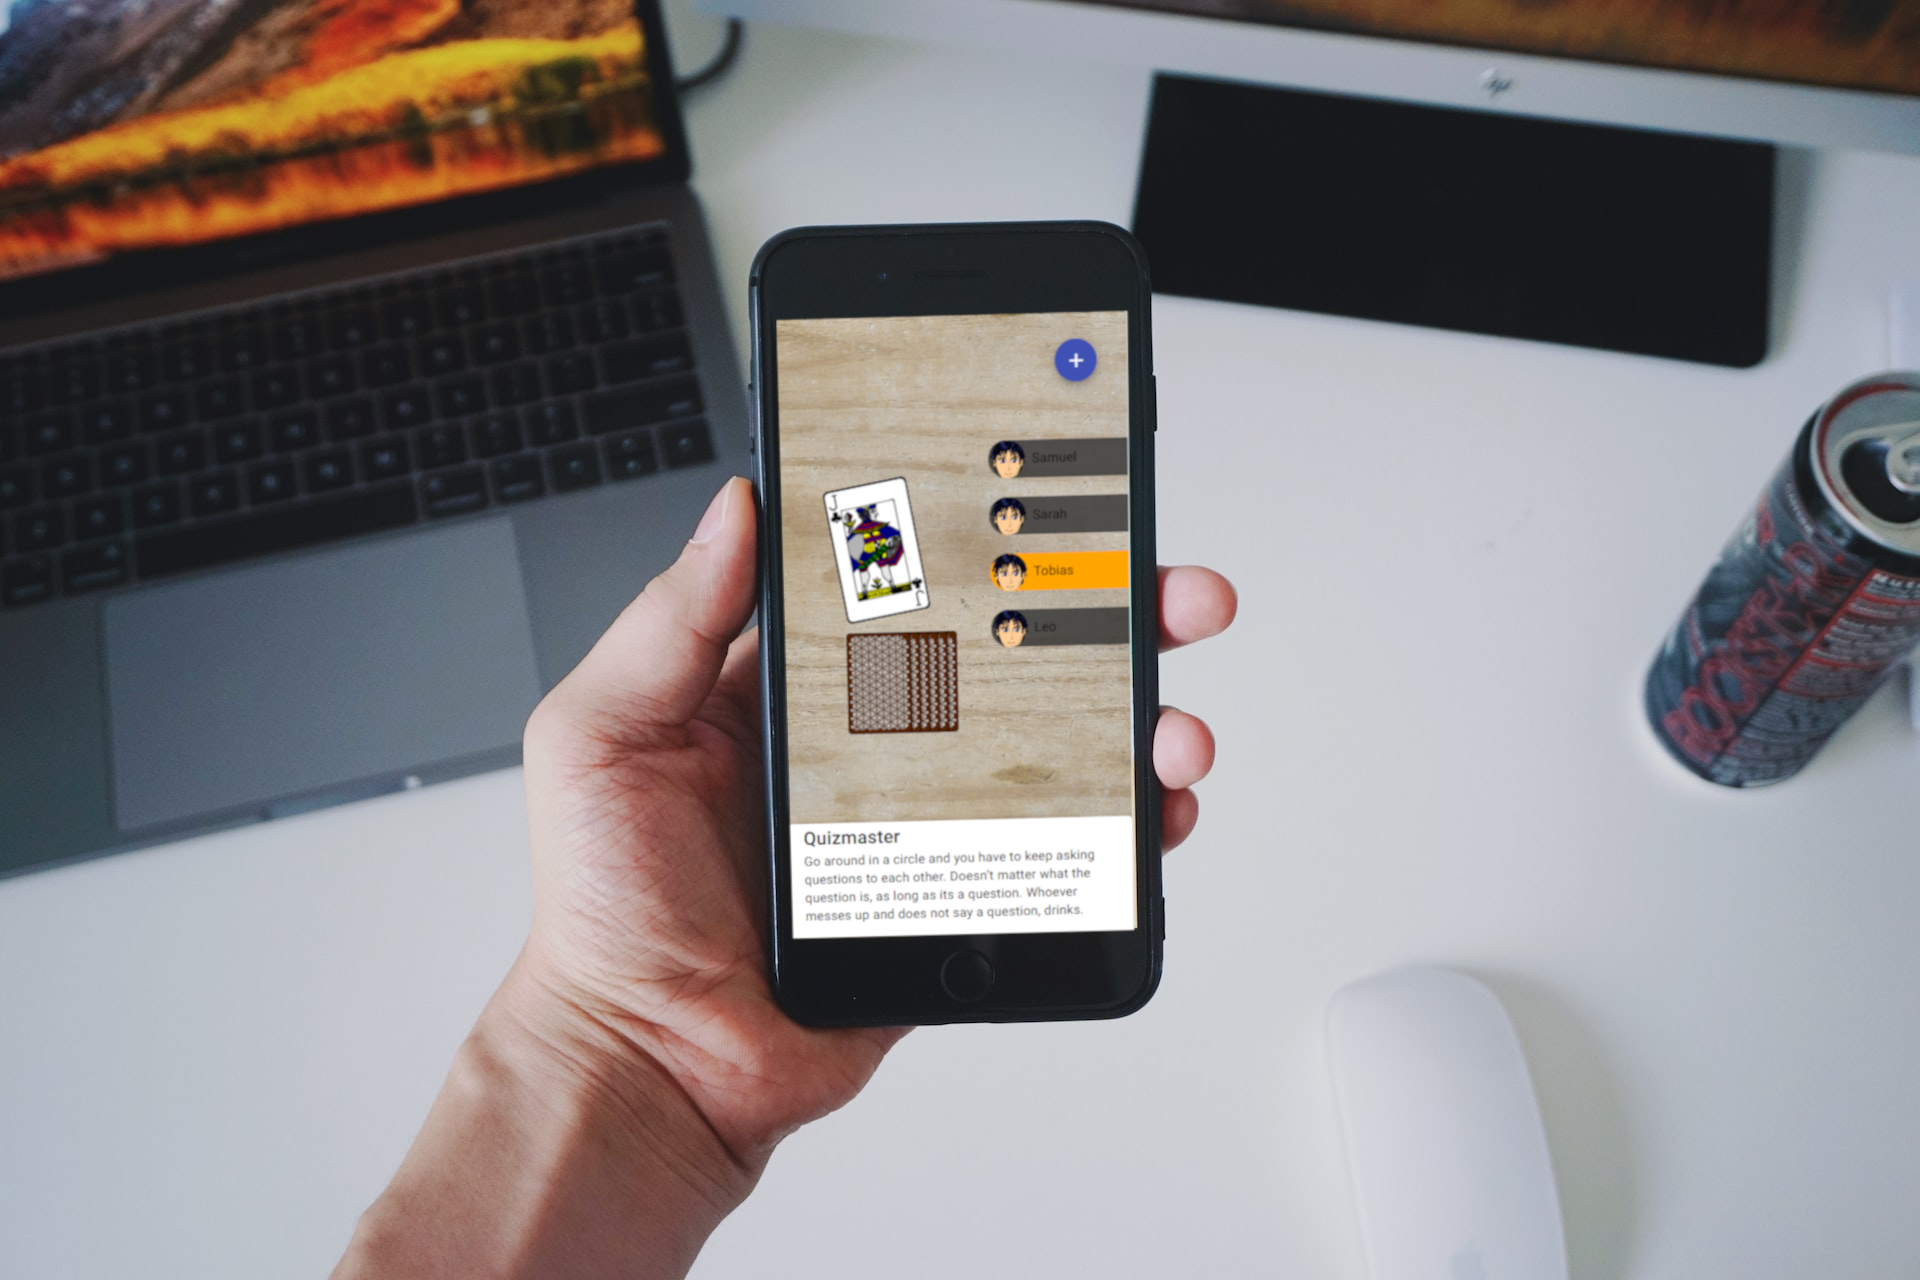 hp
Samuel
J
Sarah
Tobias
J
Leo
Quizmaster
Go around in a circle and you have to keep asking
questions to each other. Doesn't matter what the
question is, as long as its a question. Whoever
messes up and does not say a question, drinks.
ROCKSTAR